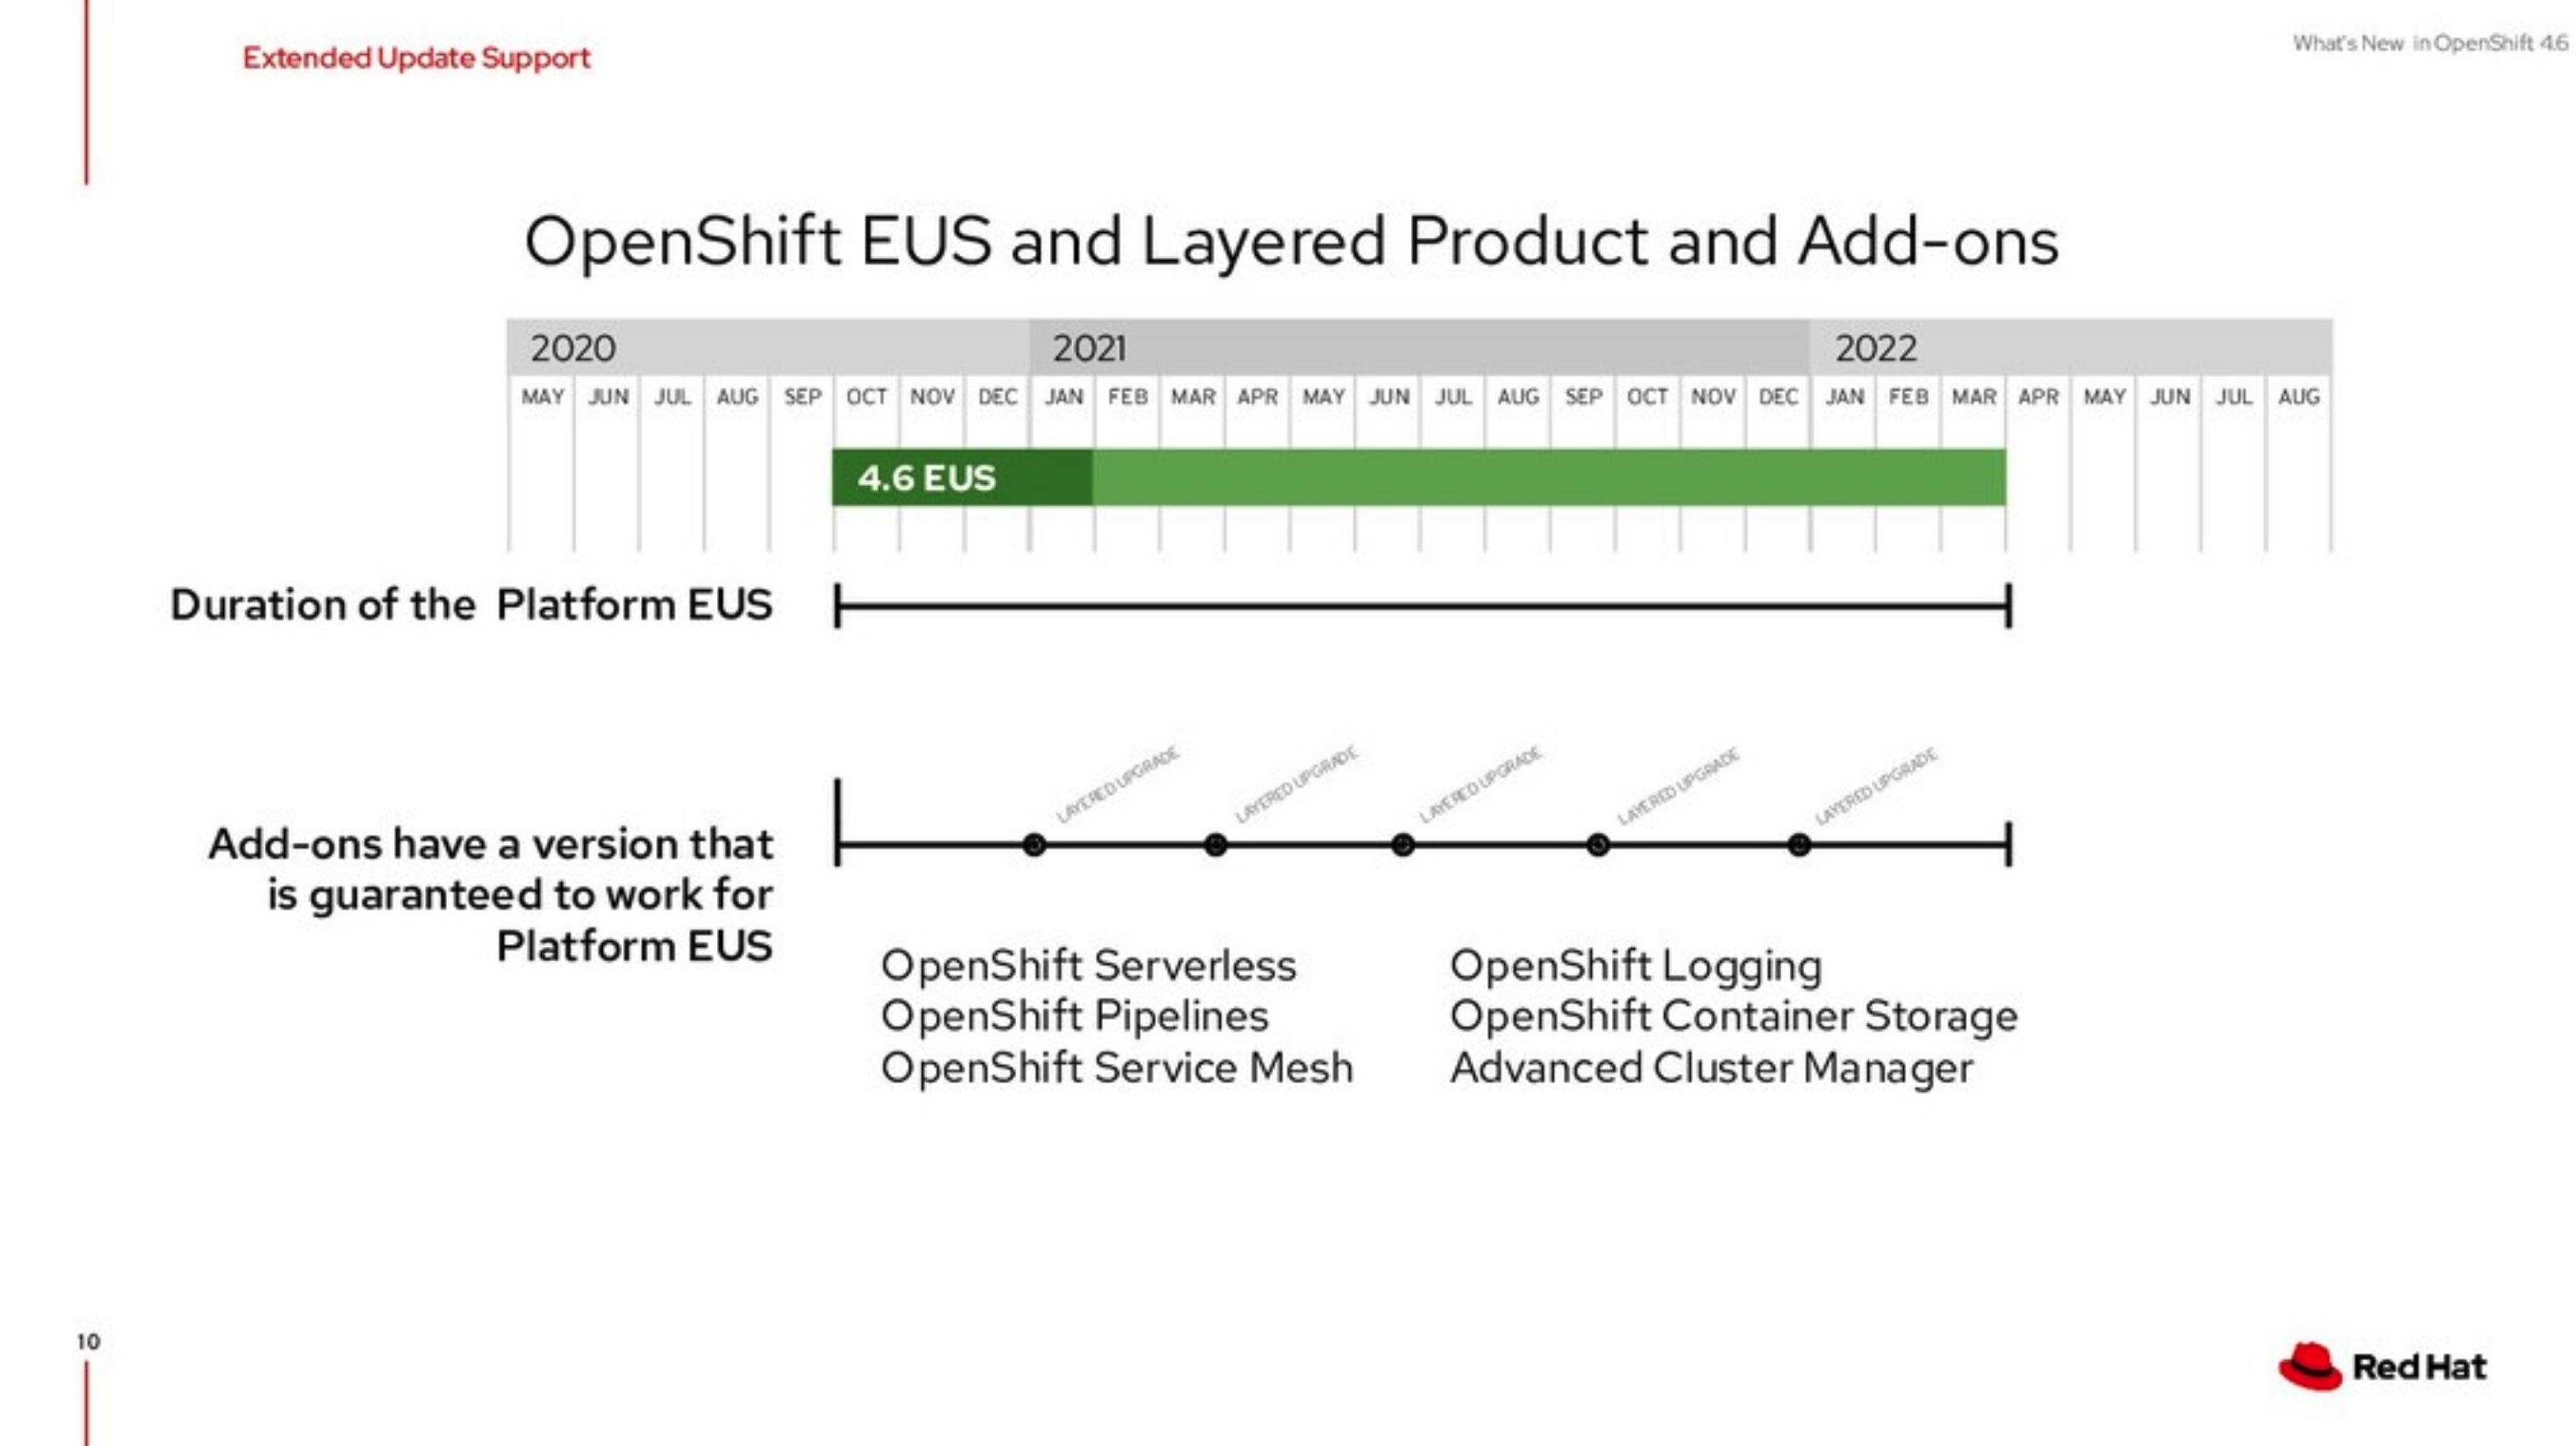 Extended Update Support
What's New in OpenShift 4.6
OpenShift EUS and Layered Product and Add-ons
2020 2021 2022
MAY JUN JUL AUG SEP OCT NOV DEC JAN FEB MAR APR MAY JUN JUL AUG SEP OCT NOV DEC JAN FEB MAR APR MAY JUN JUL AUG
4.6 EUS
Duration of the Platform EUS
LAYERED UPGRADE LAYERED UPGRADE LAYERED UPGRADE LAYERED UPGRADE LAYERED UPGRADE
Add-ons have a version that
is guaranteed to work for
Platform EUS
OpenShift Serverless
OpenShift Pipelines
OpenShift Service Mesh
OpenShift Logging
OpenShift Container Storage
Advanced Cluster Manager
10
Red Hat